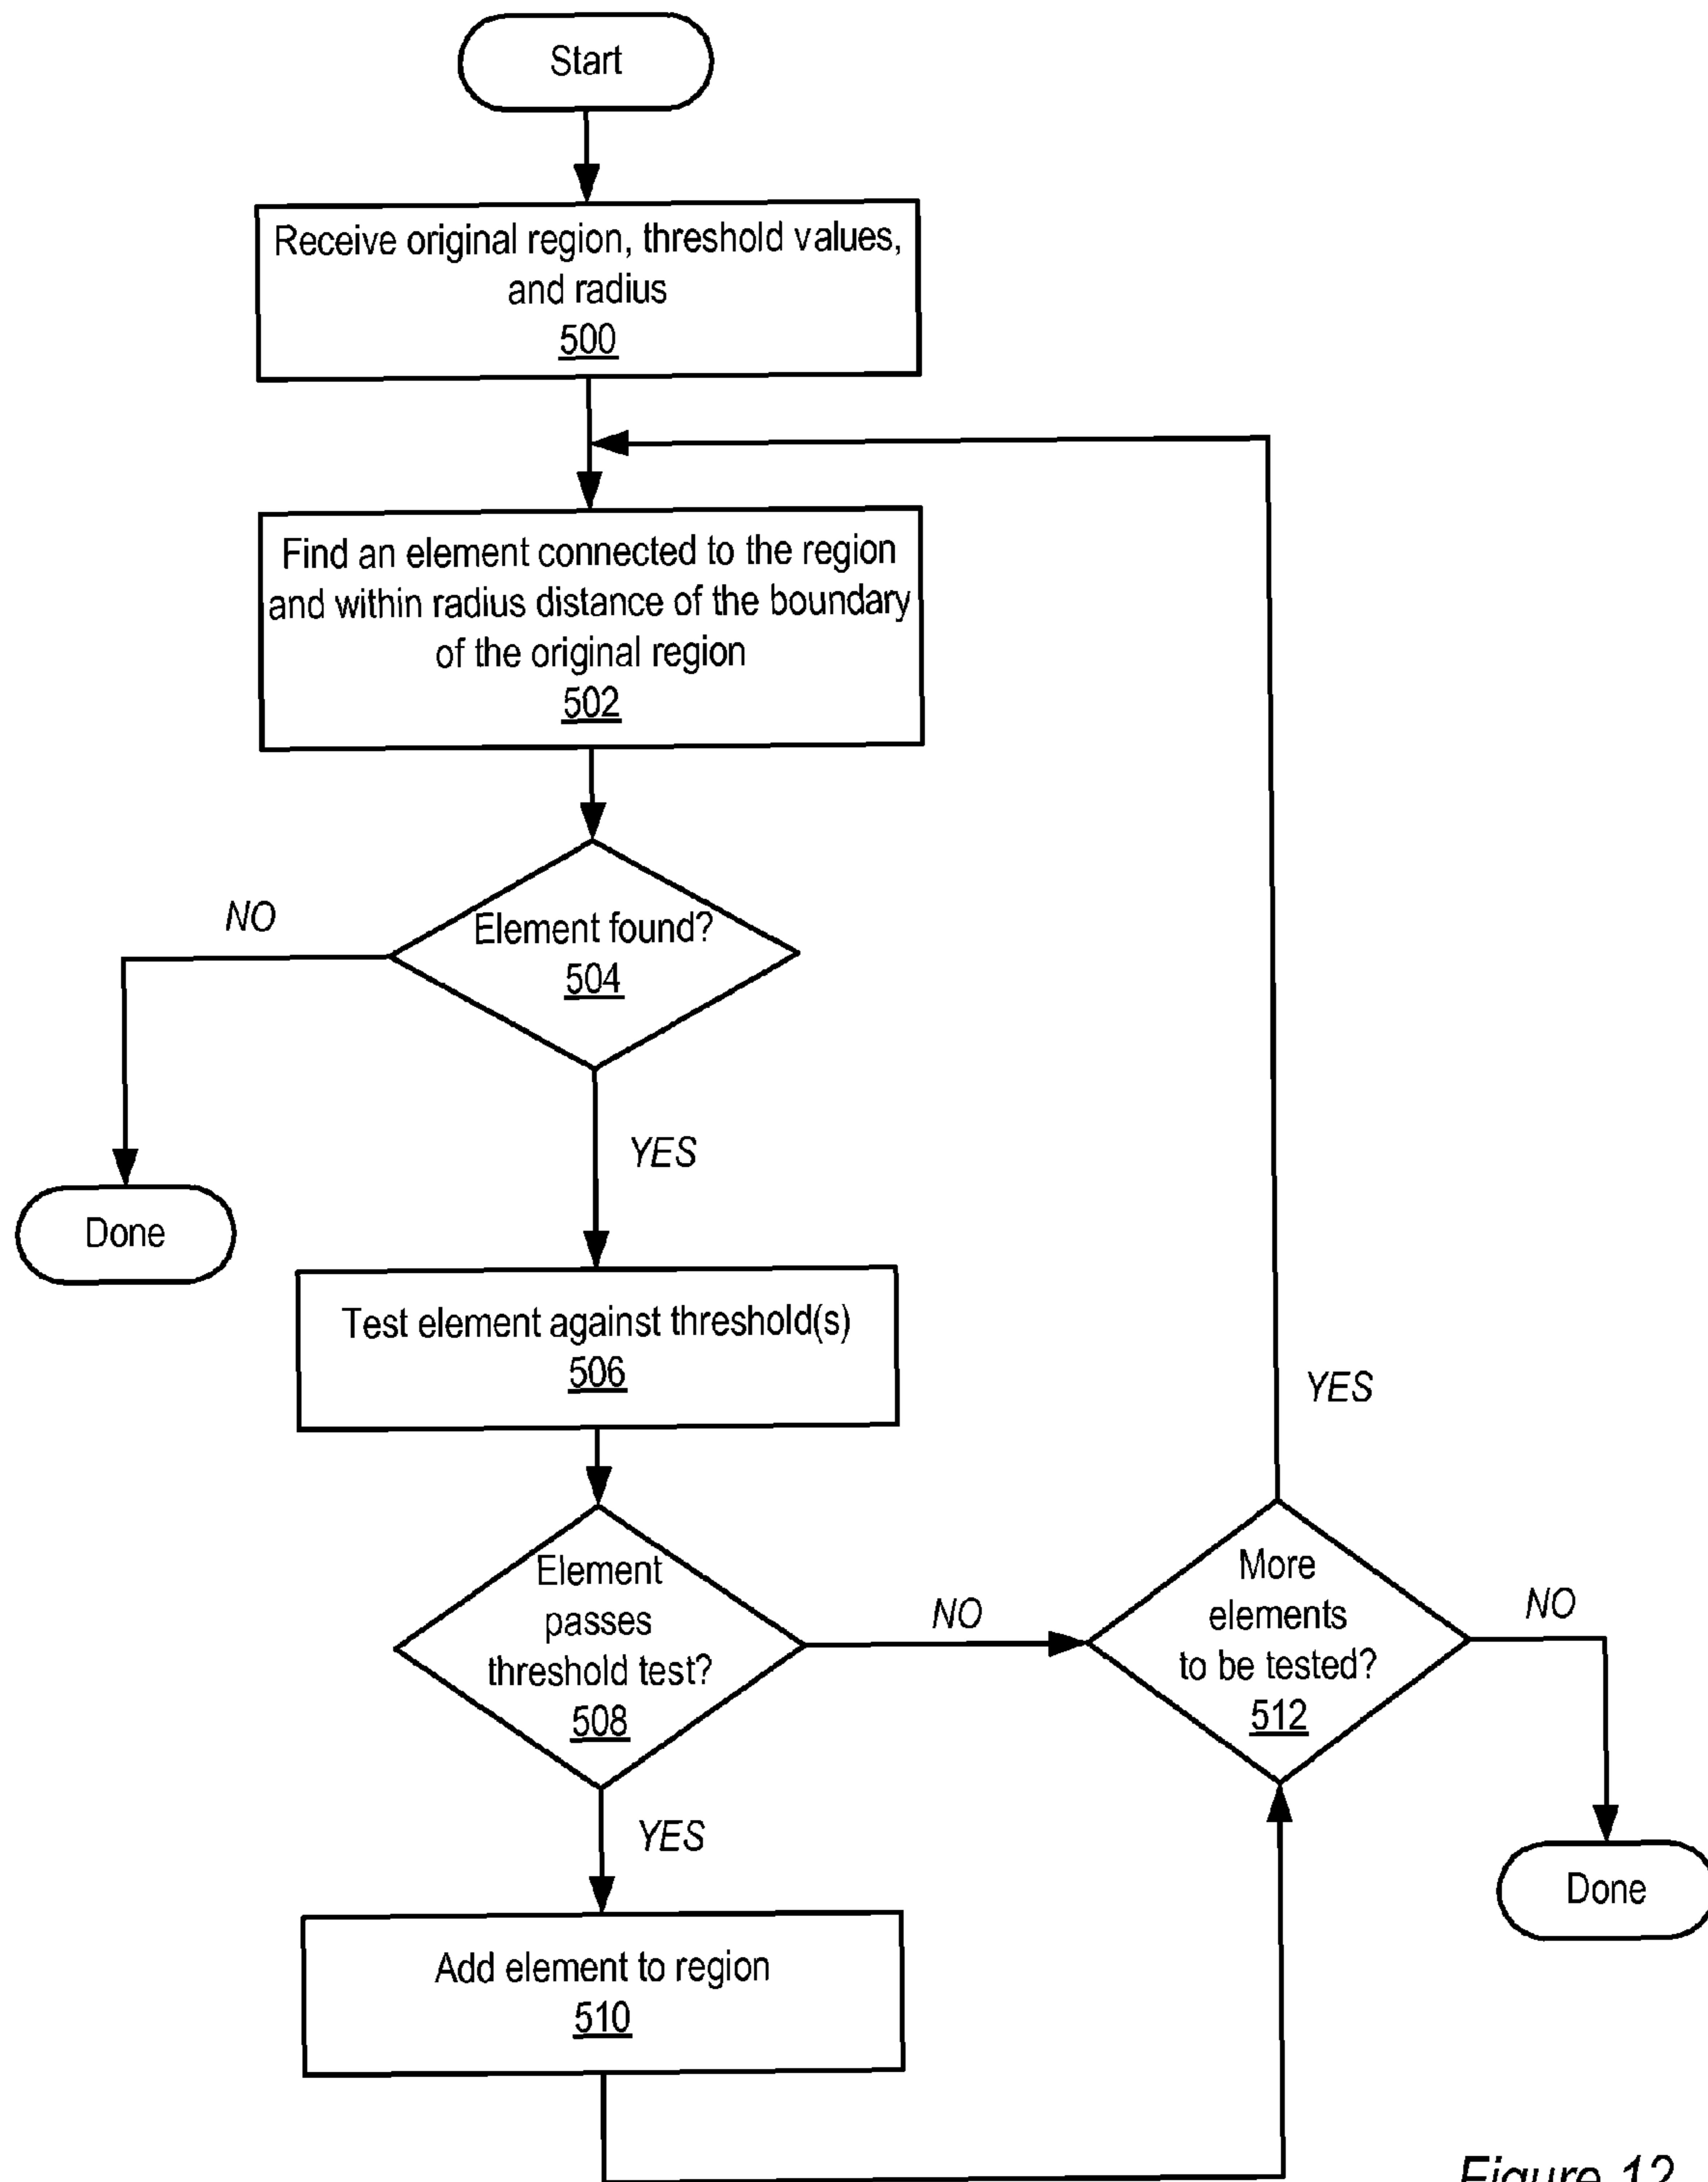 Start
Receive original region, threshold values,
and radius
500
Find an element connected to the region
and within radius distance of the boundary
of the original region
502
Element found?
504
NO
YES
Done
Test element against threshold(s)
506
YES
Element
passes
threshold test?
508
NO
More
elements
to be tested?
512
NO
YES
Done
Add element to region
510
Figure 12